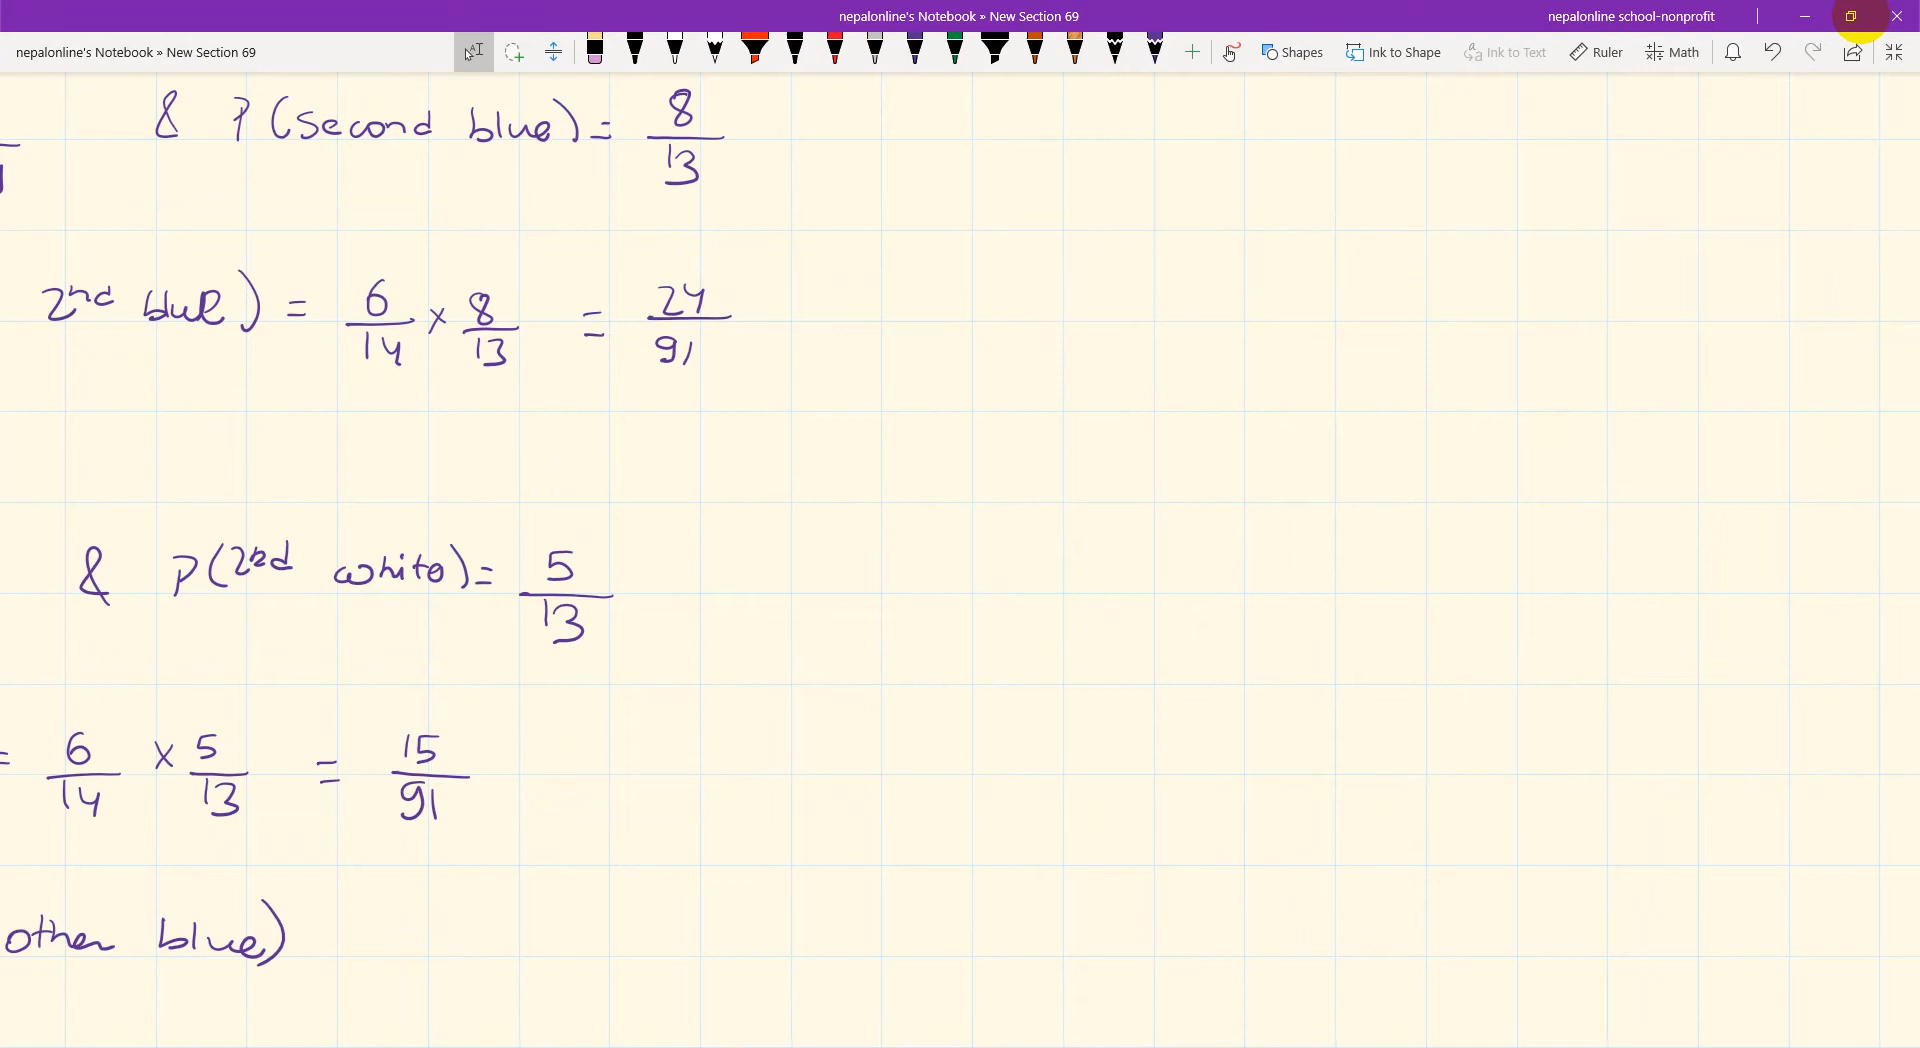 nepalonline's Notebook » New Section 69
nepalonline school-nonprofit
nepalonline's Notebook » New Section 69
Shapes
Ink to Shape
Ink to Text
Ruler
Math
& P(second blue) = 8/13
2nd blue) = 6/14 × 8/13 = 24/91
& P(2nd white) = 5/13
= 6/14 × 5/13 = 15/91
other blue)